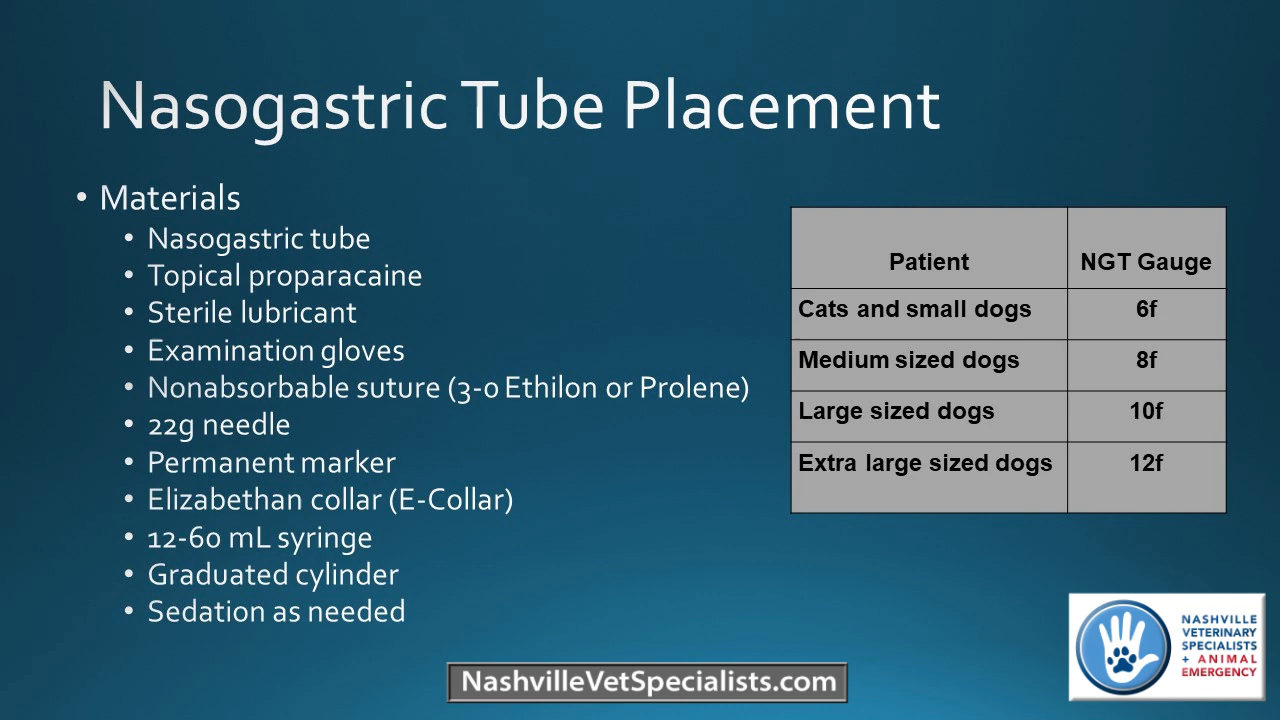 Nasogastric Tube Placement
• Materials
• Nasogastric tube
• Topical proparacaine
• Sterile lubricant
• Examination gloves
• Nonabsorbable suture (3-0 Ethilon or Prolene)
• 22g needle
• Permanent marker
• Elizabethan collar (E-Collar)
• 12-60 mL syringe
• Graduated cylinder
• Sedation as needed
Patient NGT Gauge
Cats and small dogs 6f
Medium sized dogs 8f
Large sized dogs 10f
Extra large sized dogs 12f
NASHVILLE
VETERINARY
SPECIALISTS
+ ANIMAL
EMERGENCY
NashvilleVetSpecialists.com